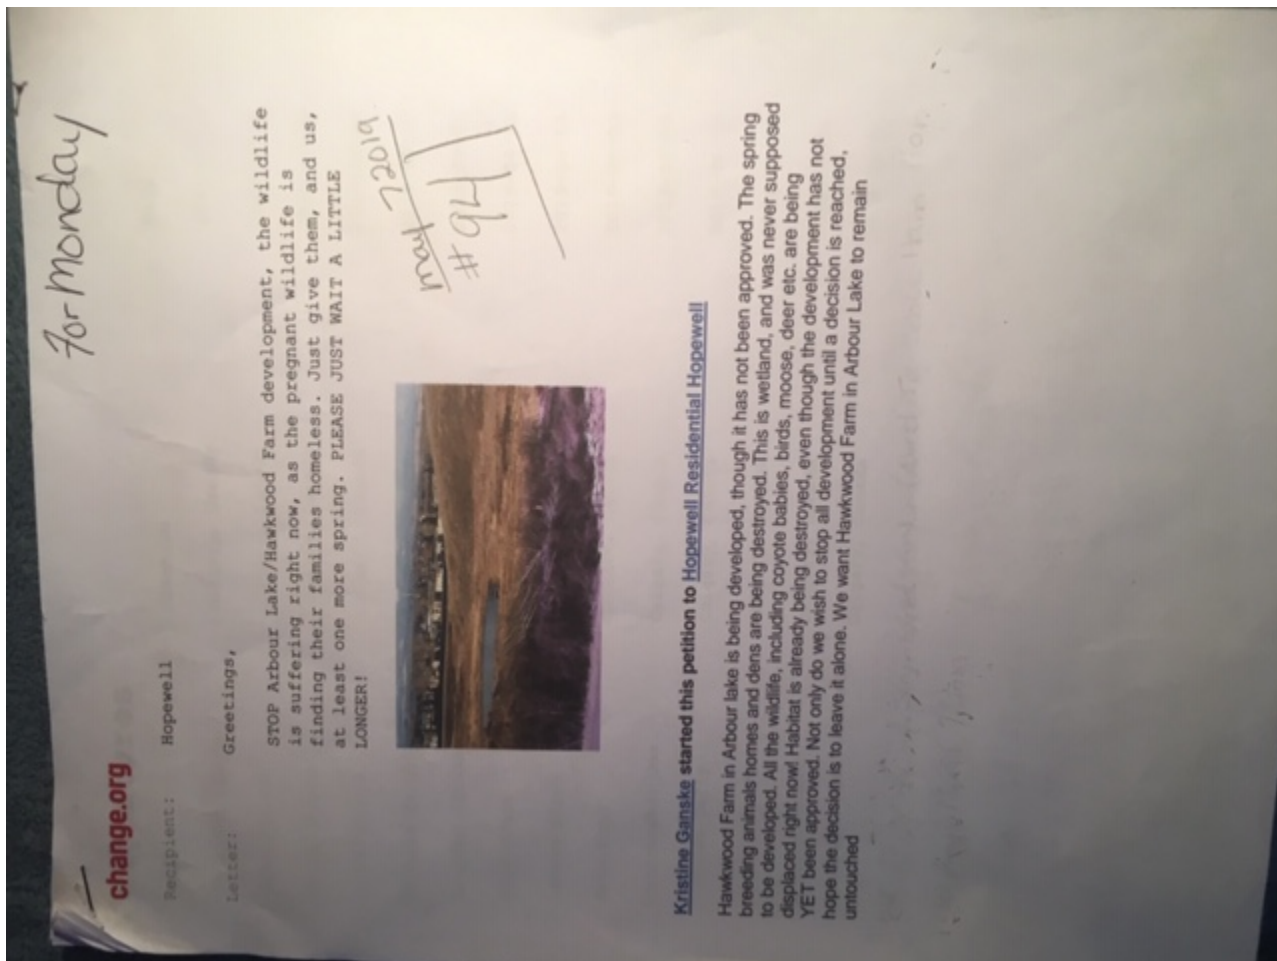 For Monday
change.org
Recipient: Hopewell
Letter: Greetings,
STOP Arbour Lake/Hawkwood Farm development, the wildlife
is suffering right now, as the pregnant wildlife is
finding their families homeless. Just give them, and us,
at least one more spring. PLEASE JUST WAIT A LITTLE
LONGER!
may 72019
#941
Kristine Ganske started this petition to Hopewell Residential Hopewell
Hawkwood Farm in Arbour lake is being developed, though it has not been approved. The spring
breeding animals homes and dens are being destroyed. This is wetland, and was never supposed
to be developed. All the wildlife, including coyote babies, birds, moose, deer etc. are being
displaced right now! Habitat is already being destroyed, even though the development has not
YET been approved. Not only do we wish to stop all development until a decision is reached,
hope the decision is to leave it alone. We want Hawkwood Farm in Arbour Lake to remain
untouched